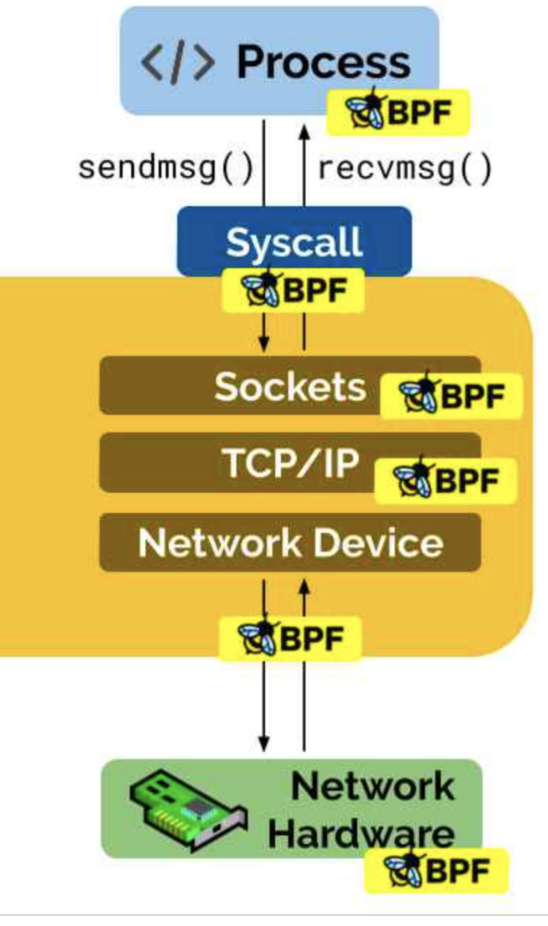 </> Process
BPF
sendmsg()
recvmsg()
Syscall
BPF
Sockets
BPF
TCP/IP
BPF
Network Device
BPF
Network
Hardware
BPF